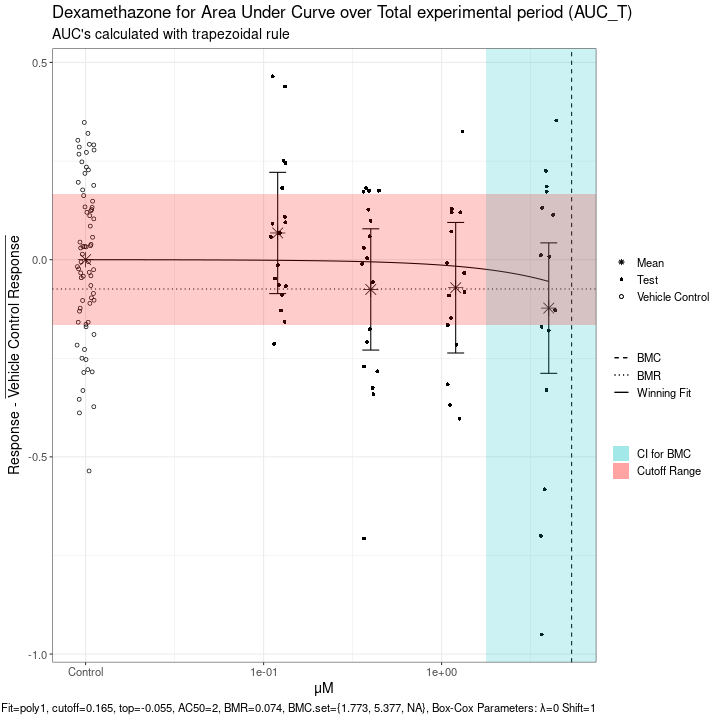 Dexamethazone for Area Under Curve over Total experimental period (AUC_T)
AUC's calculated with trapezoidal rule
Response - Vehicle Control Response
0.5
0.0
-0.5
-1.0
Control
1e-01
1e+00
μM
Mean
Test
Vehicle Control
BMC
BMR
Winning Fit
CI for BMC
Cutoff Range
Fit=poly1, cutoff=0.165, top=-0.055, AC50=2, BMR=0.074, BMC.set={1.773, 5.377, NA}, Box-Cox Parameters: λ=0 Shift=1